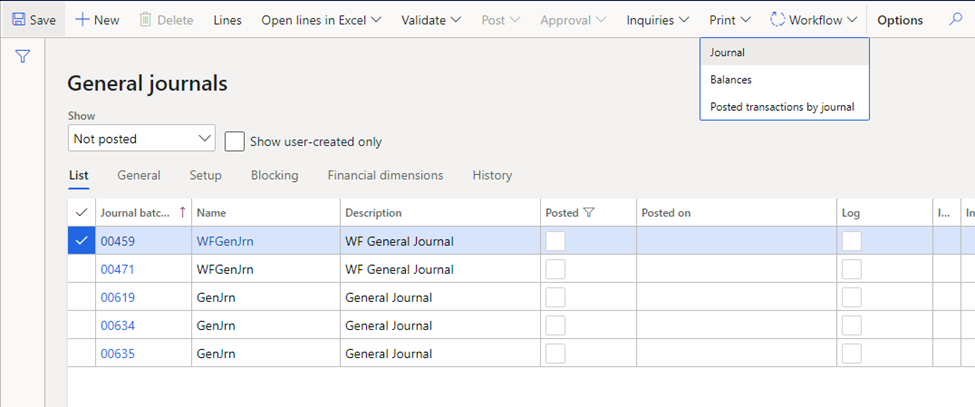 Save New Delete Lines Open lines in Excel Validate Post Approval Inquiries Print Workflow Options
Journal
Balances
Posted transactions by journal
General journals
Show
Not posted Show user-created only
List General Setup Blocking Financial dimensions History
Journal batc... Name Description Posted Posted on Log I... In
00459 WFGenJrn WF General Journal
00471 WFGenJrn WF General Journal
00619 GenJrn General Journal
00634 GenJrn General Journal
00635 GenJrn General Journal